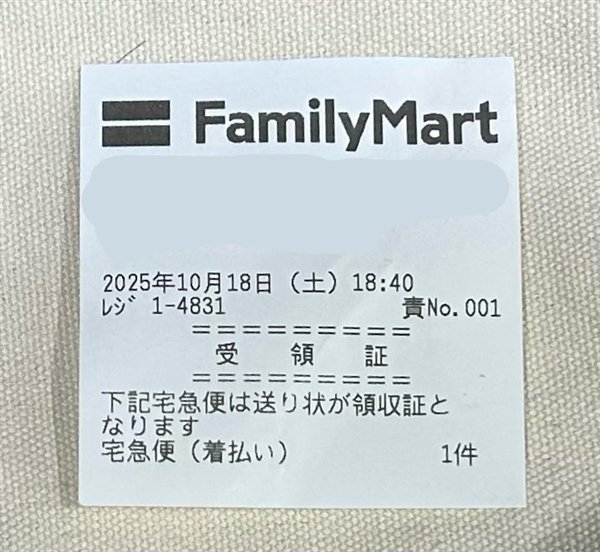 FamilyMart
2025年10月18日（土）18:40
ﾚｼﾞ 1-4831 責No.001
＝＝＝＝＝＝＝＝＝
受 領 証
＝＝＝＝＝＝＝＝＝
下記宅急便は送り状が領収証と
なります
宅急便（着払い） 1件